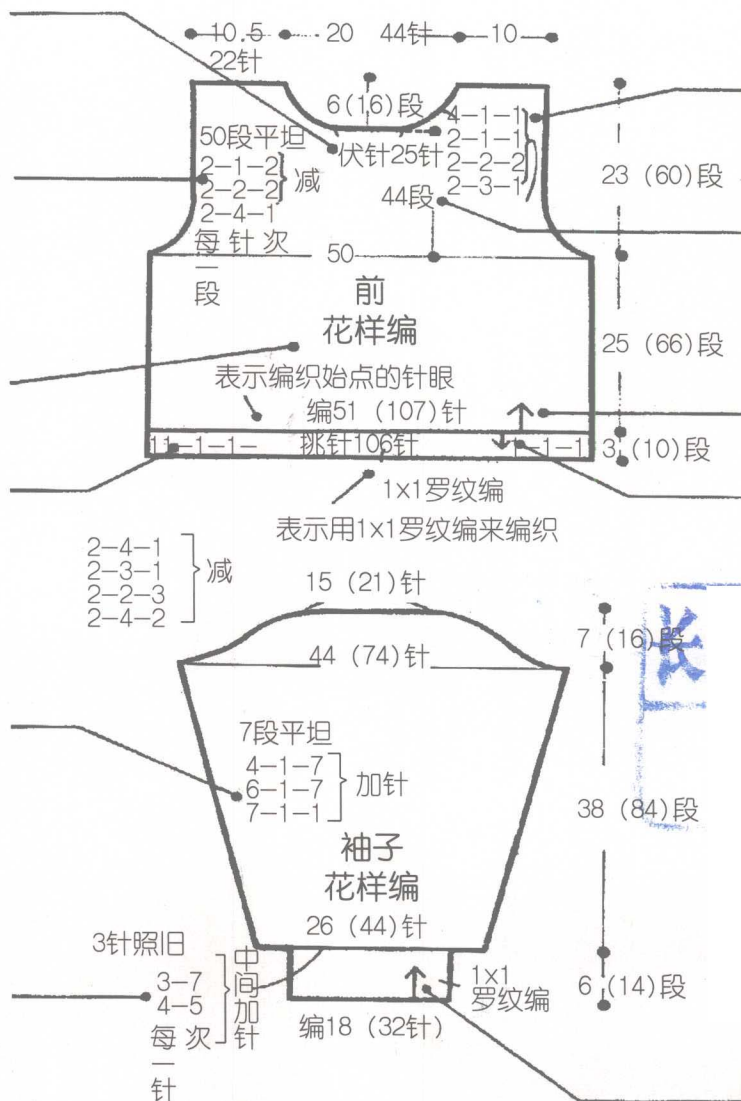 10.5
20
44针
10
22针
6(16)段
4-1-1
2-1-1
2-2-2
2-3-1
50段平坦
2-1-2
2-2-2
2-4-1
减
每针次
一
段
伏针25针
44段
23 (60) 段
50
前
花样编
25 (66) 段
表示编织始点的针眼
编51 (107) 针
11-1-1-
挑针106针
1-1-1
3 (10) 段
1x1罗纹编
表示用1x1罗纹编来编织
2-4-1
2-3-1
2-2-3
2-4-2
减
15 (21) 针
7 (16) 段
44 (74) 针
7段平坦
4-1-7
6-1-7
7-1-1
加针
38 (84) 段
袖子
花样编
26 (44) 针
3针照旧
3-7
4-5
每次
一
针
中间加针
1x1
罗纹编
6 (14) 段
编18 (32针)
长